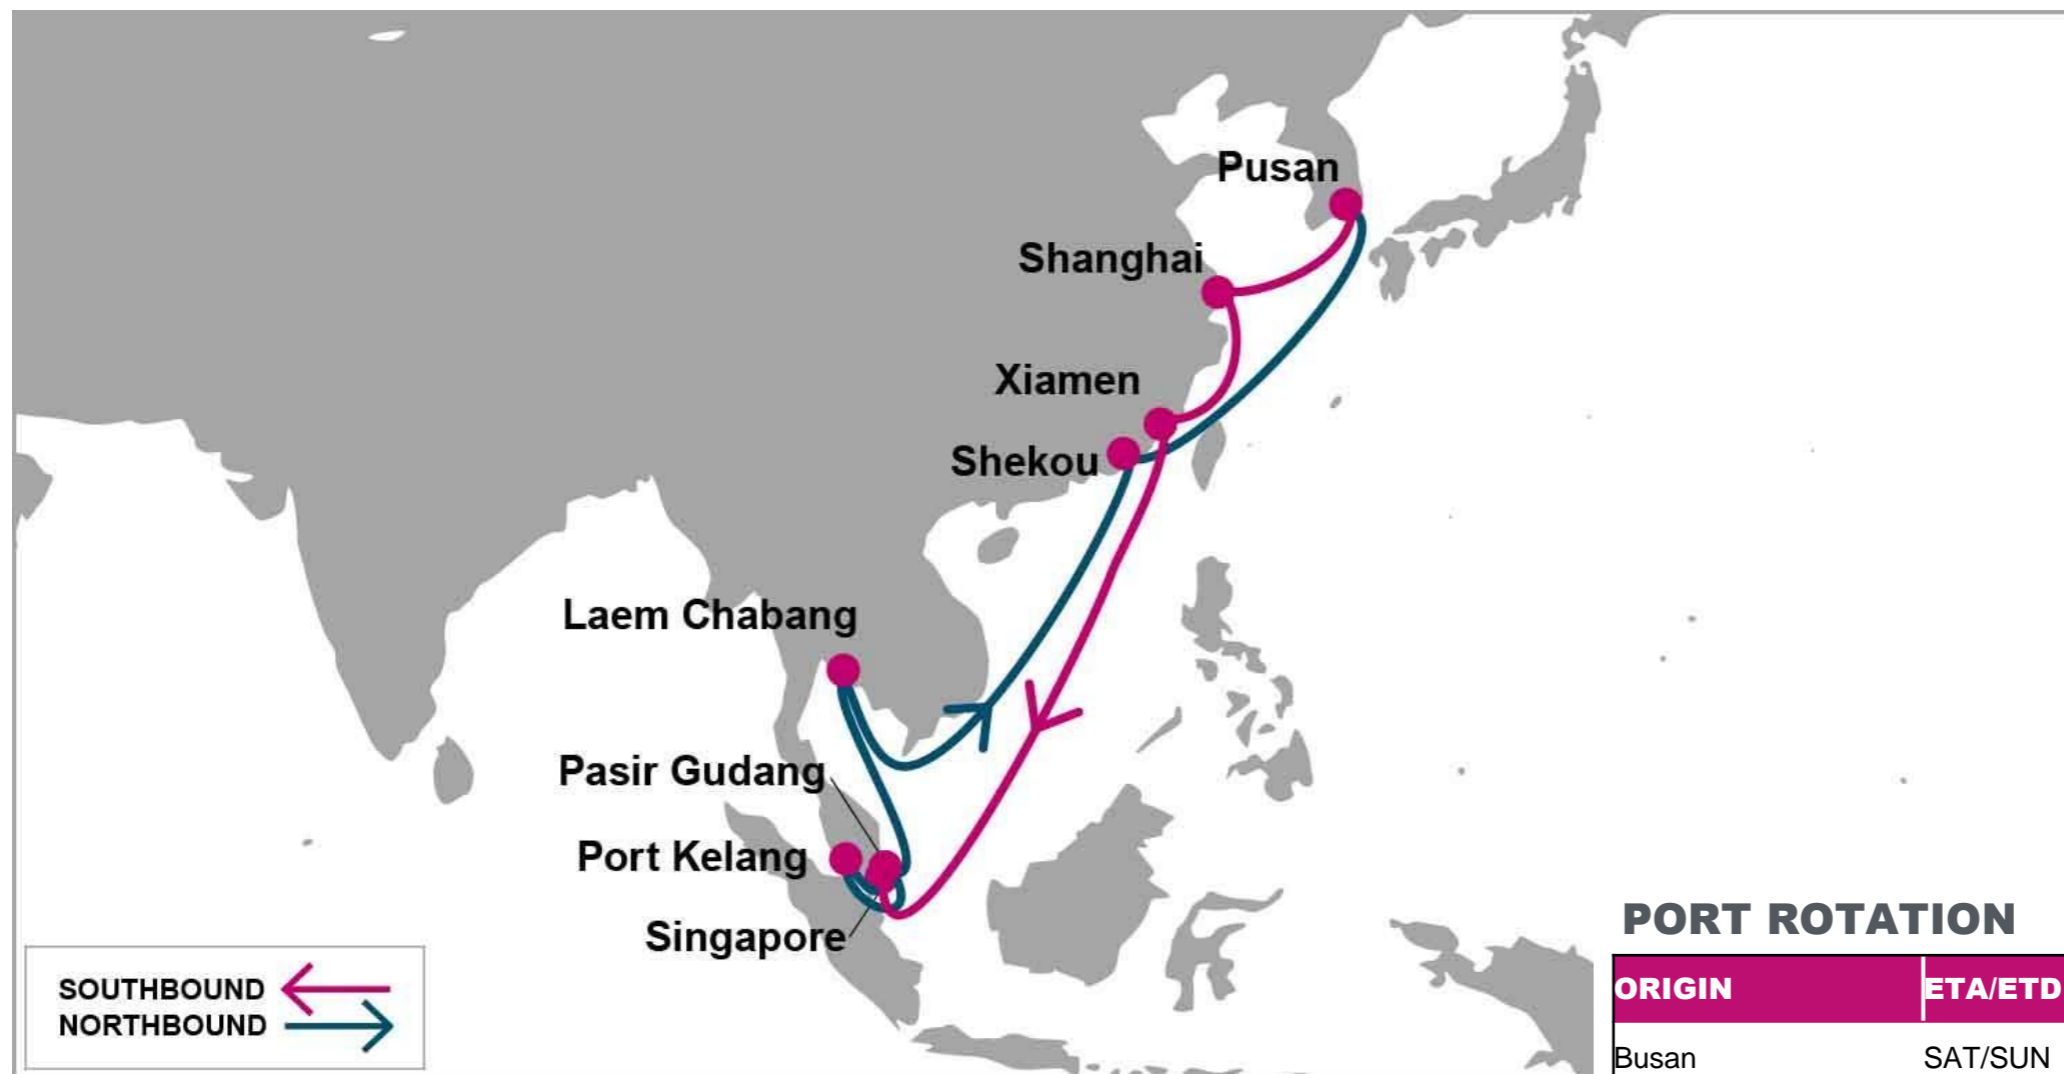 Pusan
Shanghai
Xiamen
Shekou
Laem Chabang
Pasir Gudang
Port Kelang
Singapore
SOUTHBOUND
NORTHBOUND
PORT ROTATION
ORIGIN ETA/ETD
Busan SAT/SUN